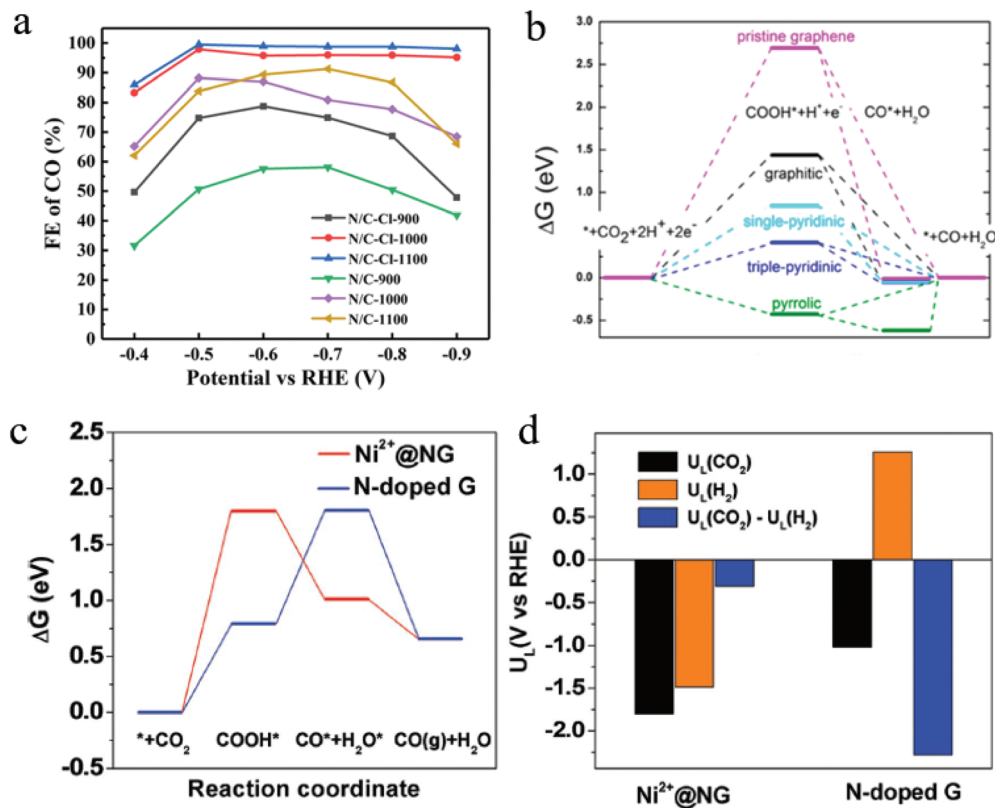 a
100
90
80
70
60
50
40
30
20
10
0
FE of CO (%)
N/C-Cl-900
N/C-Cl-1000
N/C-Cl-1100
N/C-900
N/C-1000
N/C-1100
-0.4
-0.5
-0.6
-0.7
-0.8
-0.9
Potential vs RHE (V)
b
3.0
2.5
2.0
1.5
1.0
0.5
0.0
-0.5
ΔG (eV)
pristine graphene
COOH*+H⁺+e⁻
CO*+H₂O
graphitic
*+CO₂+2H⁺+2e⁻
single-pyridinic
*+CO+H₂O
triple-pyridinic
pyrrolic
c
2.5
2.0
1.5
1.0
0.5
0.0
-0.5
ΔG (eV)
Ni²⁺@NG
N-doped G
*+CO₂
COOH*
CO*+H₂O*
CO(g)+H₂O
Reaction coordinate
d
1.0
0.5
0.0
-0.5
-1.0
-1.5
-2.0
U_L(V vs RHE)
U_L(CO₂)
U_L(H₂)
U_L(CO₂) - U_L(H₂)
Ni²⁺@NG
N-doped G